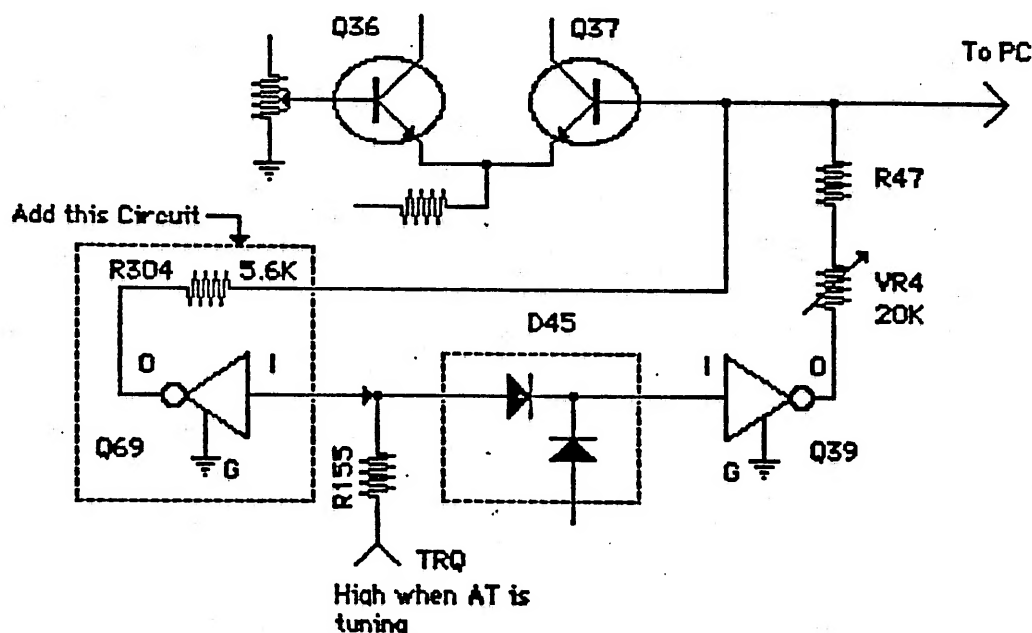 Q36
Q37
To PC
R47
Add this Circuit
R304
5.6K
VR4
20K
D45
O
I
I
O
Q69
G
R155
G
Q39
TRQ
High when AT is
tuning